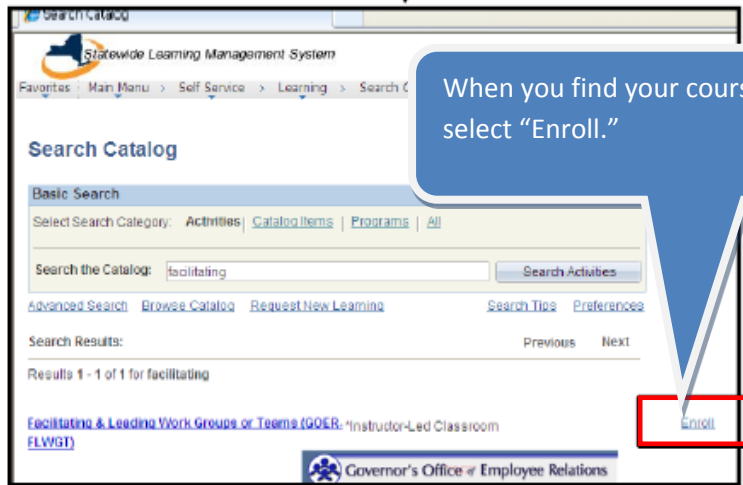 Search Catalog
Statewide Learning Management System
Favorites Main Menu > Self Service > Learning > Search C
When you find your cours
select “Enroll.”
Search Catalog
Basic Search
Select Search Category: Activities | Catalog Items | Programs | All
Search the Catalog: facilitating Search Activities
Advanced Search Browse Catalog Request New Learning Search Tips Preferences
Search Results: Previous Next
Results 1 - 1 of 1 for facilitating
Facilitating & Leading Work Groups or Teams (GOER- *Instructor-Led Classroom Enroll
FLWGT)
Governor's Office of Employee Relations